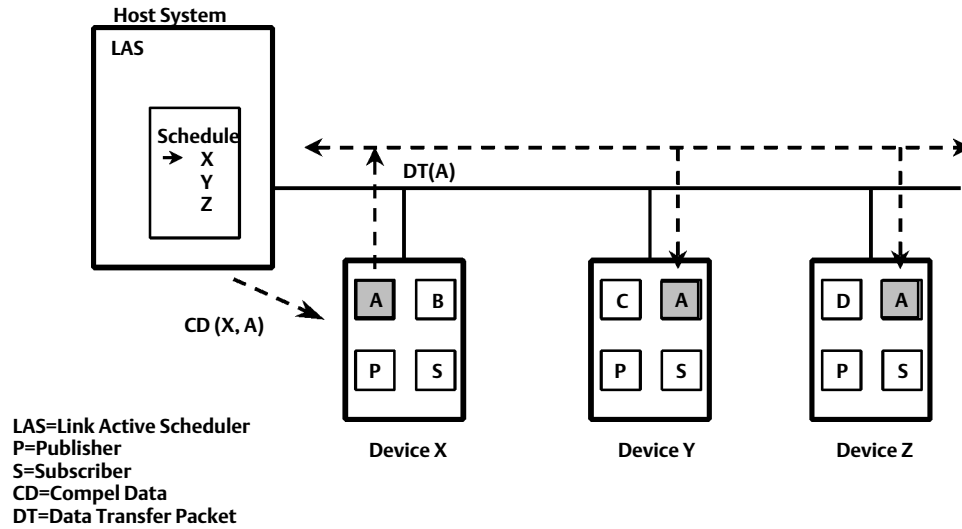 Host System
LAS
Schedule
X
Y
Z
DT(A)
CD (X, A)
A B
P S
Device X
C A
P S
Device Y
D A
P S
Device Z
LAS=Link Active Scheduler
P=Publisher
S=Subscriber
CD=Compel Data
DT=Data Transfer Packet